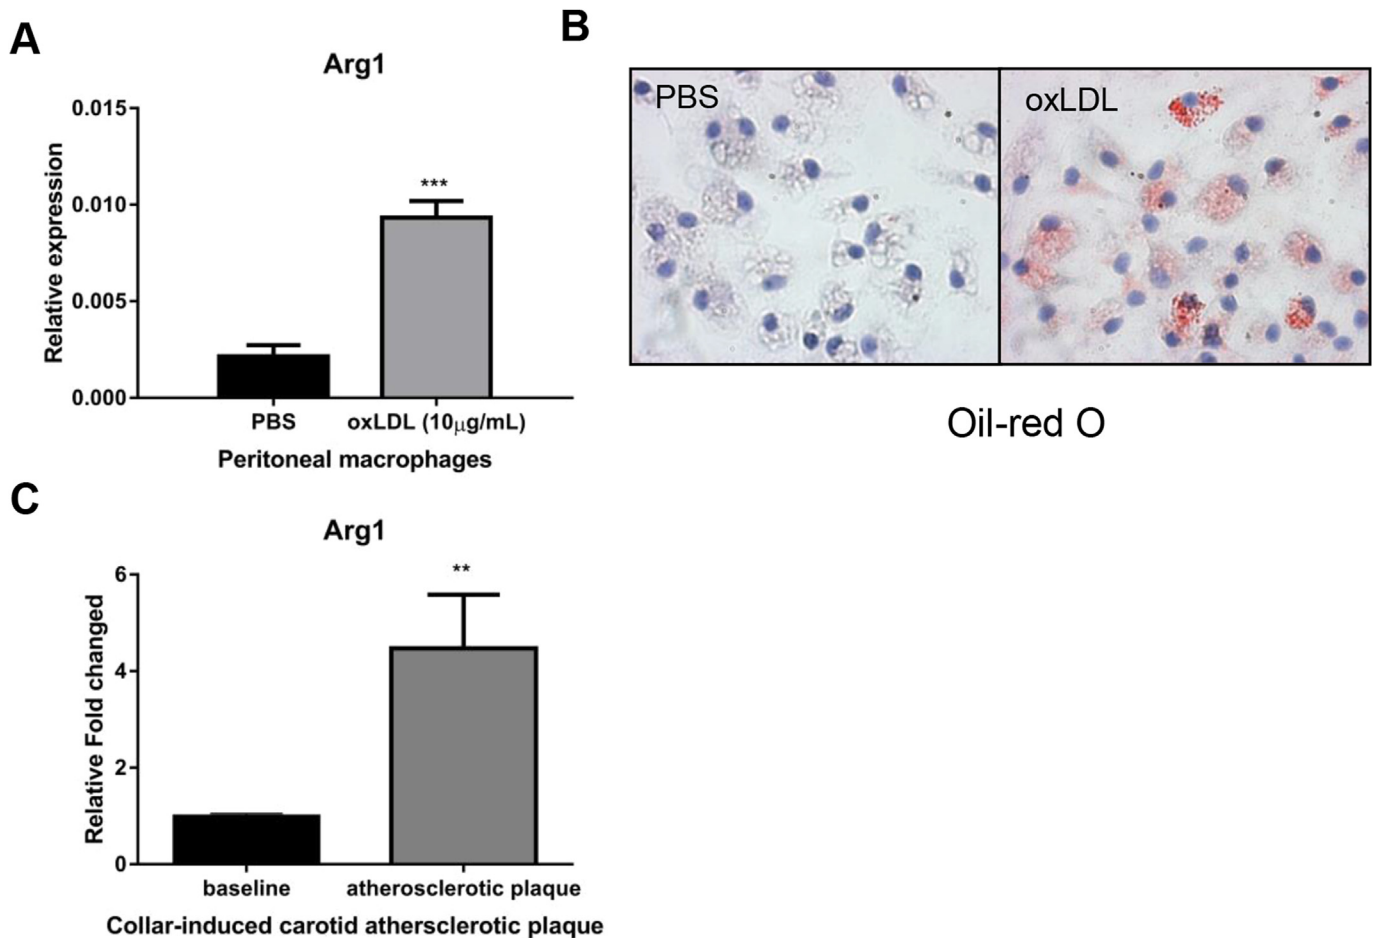 A
Arg1
Relative expression
0.015
0.010
0.005
0.000
***
PBS
oxLDL (10μg/mL)
Peritoneal macrophages
B
PBS
oxLDL
Oil-red O
C
Arg1
Relative Fold changed
6
4
2
0
**
baseline
atherosclerotic plaque
Collar-induced carotid athersclerotic plaque